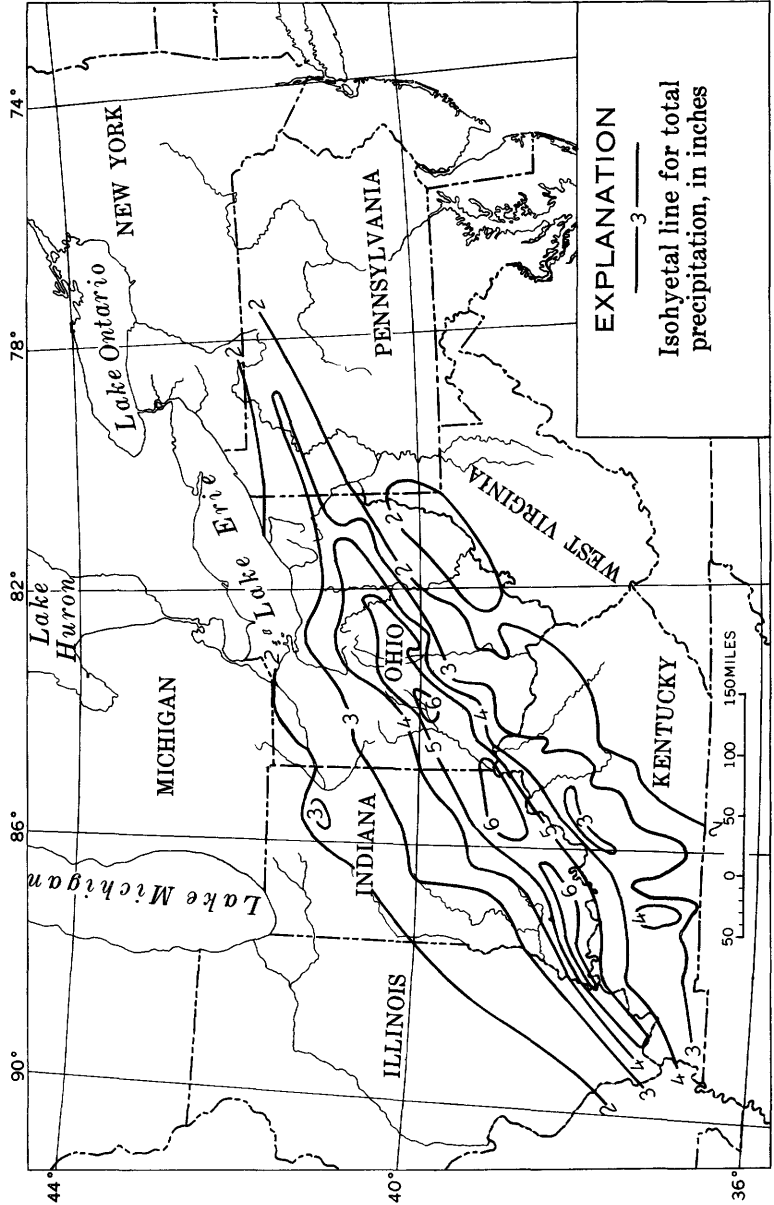 90°
86°
82°
78°
74°
44°
40°
36°
Lake
Huron
Lake Ontario
NEW YORK
Lake Michigan
MICHIGAN
Lake Erie
PENNSYLVANIA
ILLINOIS
INDIANA
OHIO
WEST VIRGINIA
KENTUCKY
2
2
2
2
2
2
2
3
3
3
3
3
3
4
4
4
4
4
5
5
6
6
6
50
0
50
100
150 MILES
EXPLANATION
3
Isohyetal line for total
precipitation, in inches